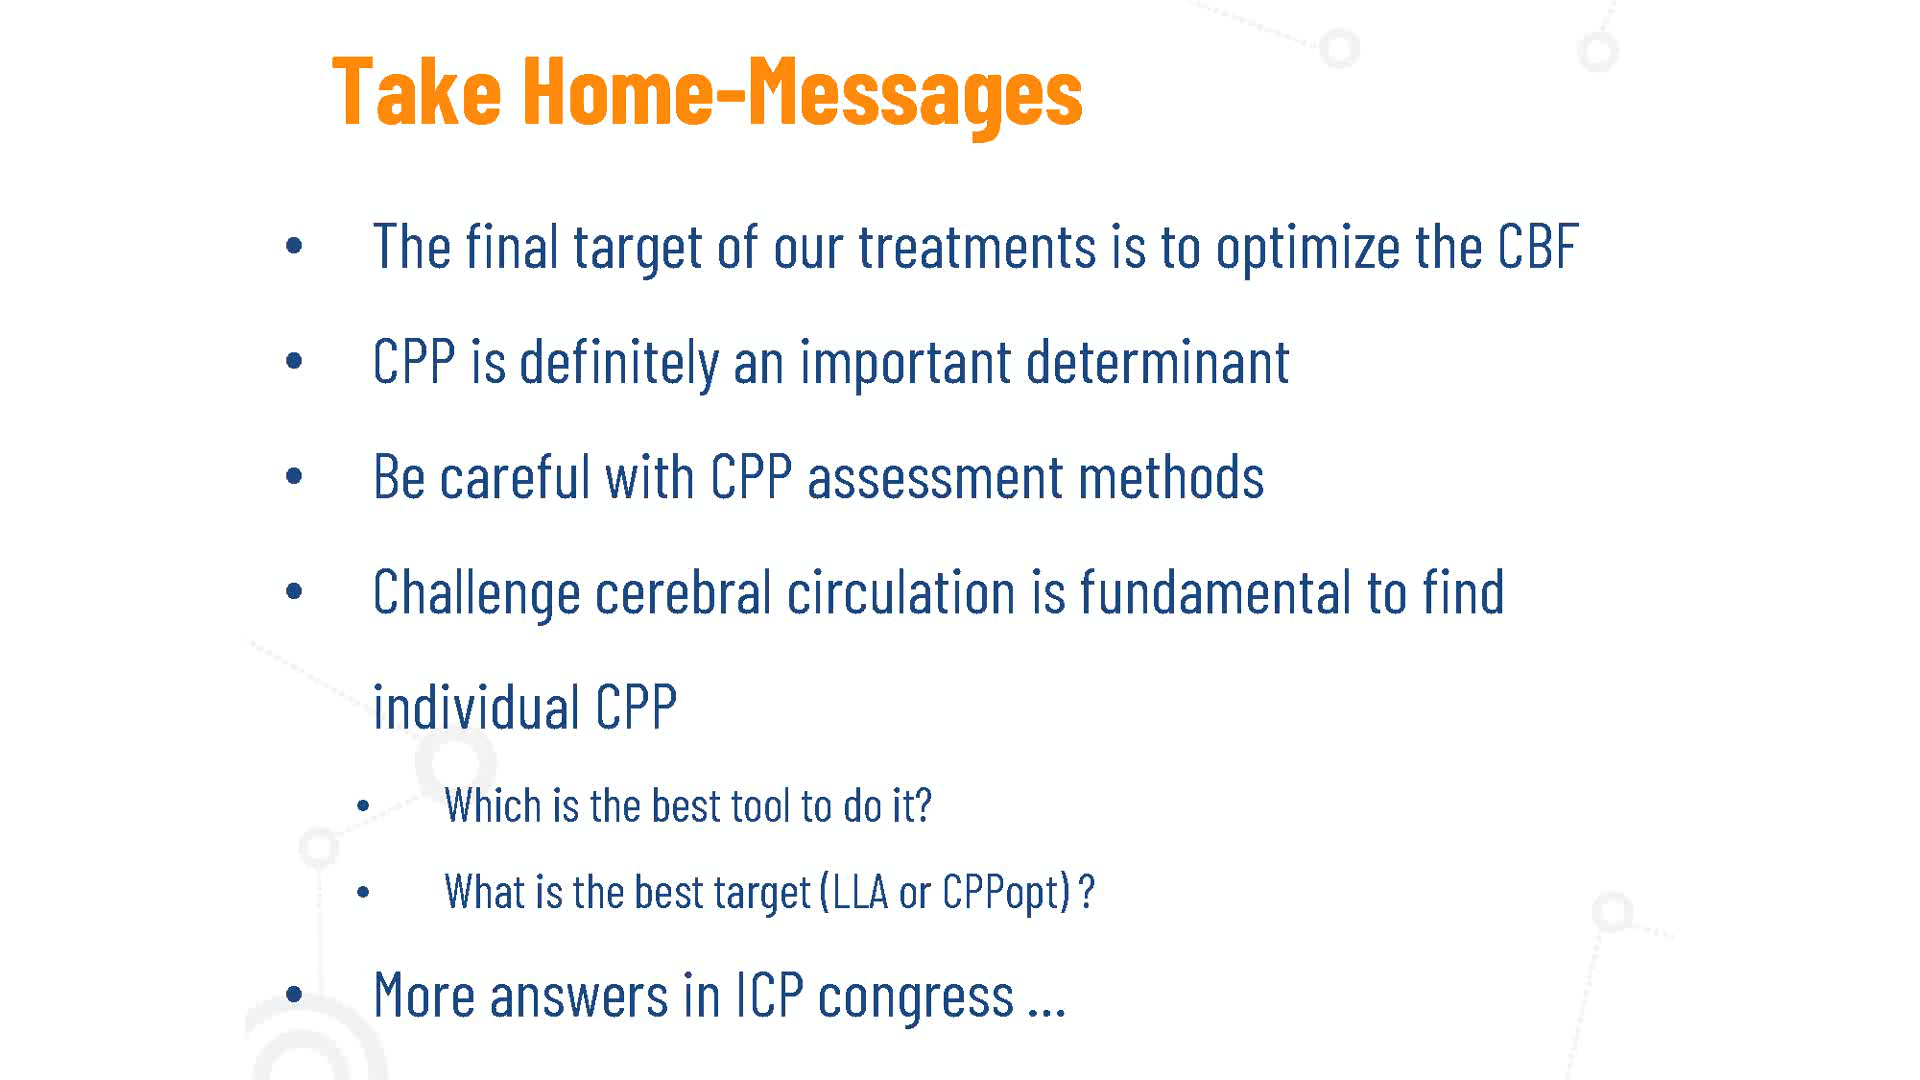 Take Home-Messages
• The final target of our treatments is to optimize the CBF
• CPP is definitely an important determinant
• Be careful with CPP assessment methods
• Challenge cerebral circulation is fundamental to find
individual CPP
• Which is the best tool to do it?
• What is the best target (LLA or CPPopt) ?
• More answers in ICP congress ...